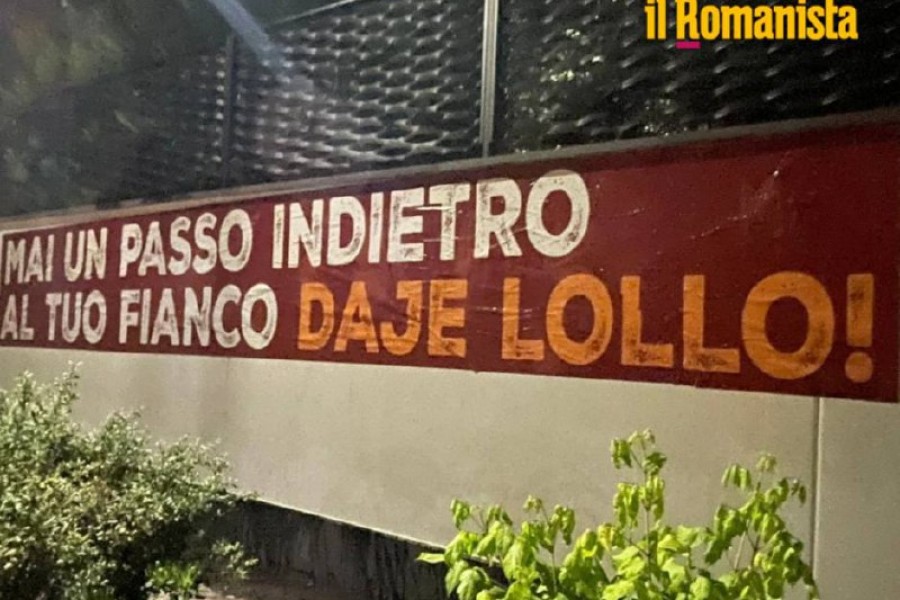 il Romanista
MAI UN PASSO INDIETRO
AL TUO FIANCO DAJE LOLLO!